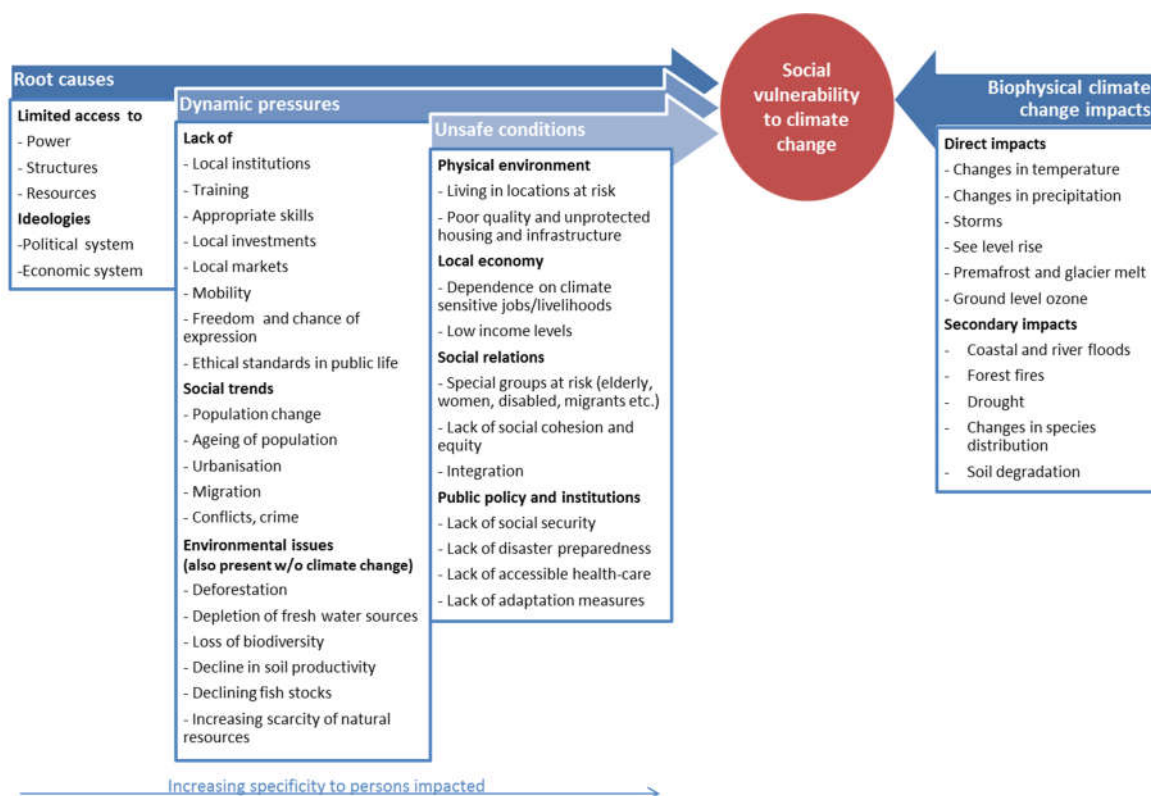 Root causes
Limited access to
- Power
- Structures
- Resources
Ideologies
-Political system
-Economic system
Dynamic pressures
Lack of
- Local institutions
- Training
- Appropriate skills
- Local investments
- Local markets
- Mobility
- Freedom and chance of
expression
- Ethical standards in public life
Social trends
- Population change
- Ageing of population
- Urbanisation
- Migration
- Conflicts, crime
Environmental issues
(also present w/o climate change)
- Deforestation
- Depletion of fresh water sources
- Loss of biodiversity
- Decline in soil productivity
- Declining fish stocks
- Increasing scarcity of natural
resources
Unsafe conditions
Physical environment
- Living in locations at risk
- Poor quality and unprotected
housing and infrastructure
Local economy
- Dependence on climate
sensitive jobs/livelihoods
- Low income levels
Social relations
- Special groups at risk (elderly,
women, disabled, migrants etc.)
- Lack of social cohesion and
equity
- Integration
Public policy and institutions
- Lack of social security
- Lack of disaster preparedness
- Lack of accessible health-care
- Lack of adaptation measures
Social
vulnerability
to climate
change
Biophysical climate
change impacts
Direct impacts
- Changes in temperature
- Changes in precipitation
- Storms
- See level rise
- Premafrost and glacier melt
- Ground level ozone
Secondary impacts
- Coastal and river floods
- Forest fires
- Drought
- Changes in species
distribution
- Soil degradation
Increasing specificity to persons impacted